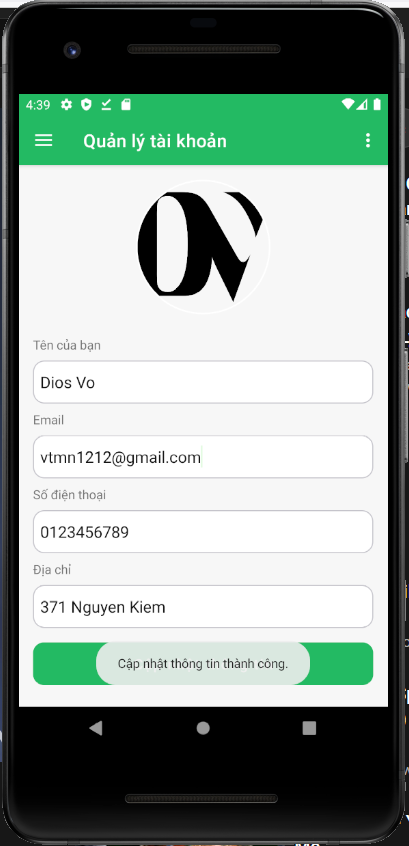 4:39
Quản lý tài khoản
Tên của bạn
Dios Vo
Email
vtmn1212@gmail.com
Số điện thoại
0123456789
Địa chỉ
371 Nguyen Kiem
Cập nhật thông tin thành công.